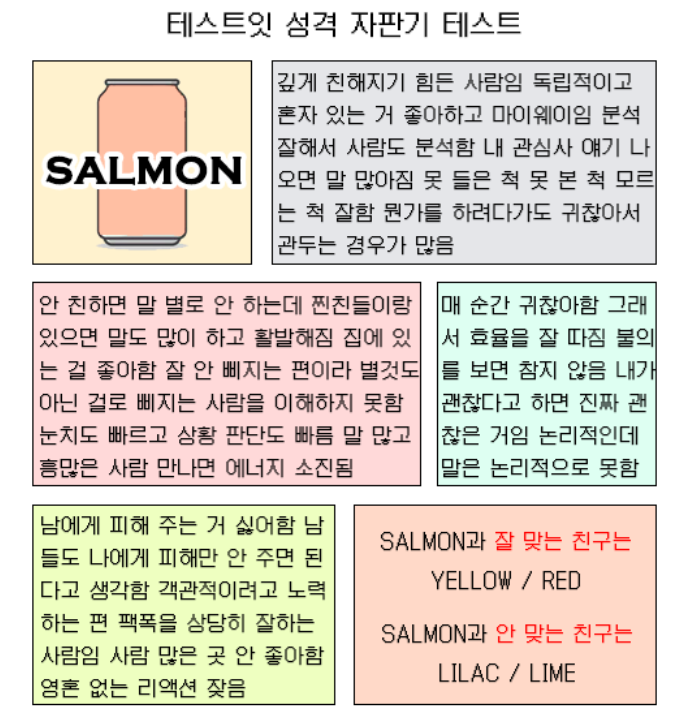 테스트잇 성격 자판기 테스트
SALMON
깊게 친해지기 힘든 사람임 독립적이고
혼자 있는 거 좋아하고 마이웨이임 분석
잘해서 사람도 분석함 내 관심사 얘기 나
오면 말 많아짐 못 들은 척 못 본 척 모르
는 척 잘함 뭔가를 하려다가도 귀찮아서
관두는 경우가 많음
안 친하면 말 별로 안 하는데 찐친들이랑
있으면 말도 많이 하고 활발해짐 집에 있
는 걸 좋아함 잘 안 삐지는 편이라 별것도
아닌 걸로 삐지는 사람을 이해하지 못함
눈치도 빠르고 상황 판단도 빠름 말 많고
흥많은 사람 만나면 에너지 소진됨
매 순간 귀찮아함 그래
서 효율을 잘 따짐 불의
를 보면 참지 않음 내가
괜찮다고 하면 진짜 괜
찮은 거임 논리적인데
말은 논리적으로 못함
남에게 피해 주는 거 싫어함 남
들도 나에게 피해만 안 주면 된
다고 생각함 객관적이려고 노력
하는 편 팩폭을 상당히 잘하는
사람임 사람 많은 곳 안 좋아함
영혼 없는 리액션 잦음
SALMON과 잘 맞는 친구는
YELLOW / RED
SALMON과 안 맞는 친구는
LILAC / LIME